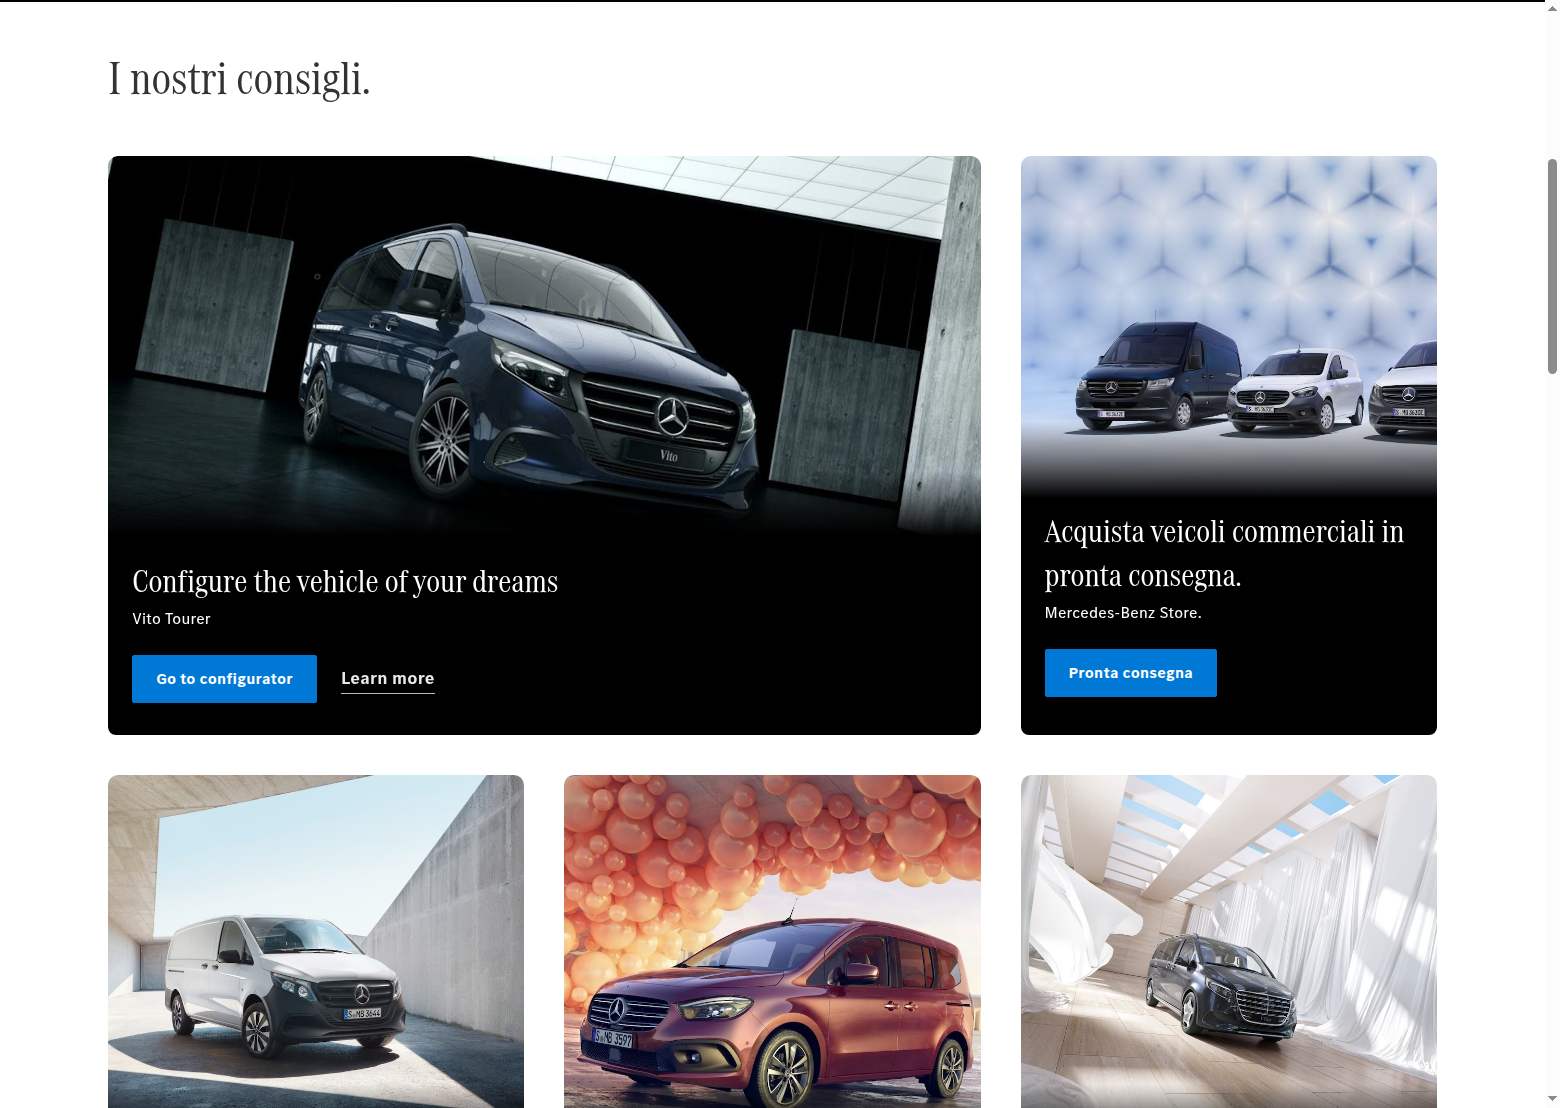 I nostri consigli.
Vito
Configure the vehicle of your dreams
Vito Tourer
Go to configurator
Learn more
Acquista veicoli commerciali in
pronta consegna.
Mercedes-Benz Store.
Pronta consegna
S MB 3644
S MB 3597